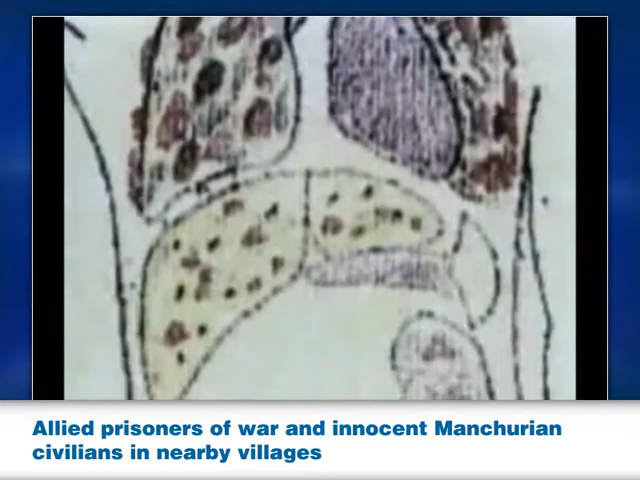 Allied prisoners of war and innocent Manchurian
civilians in nearby villages